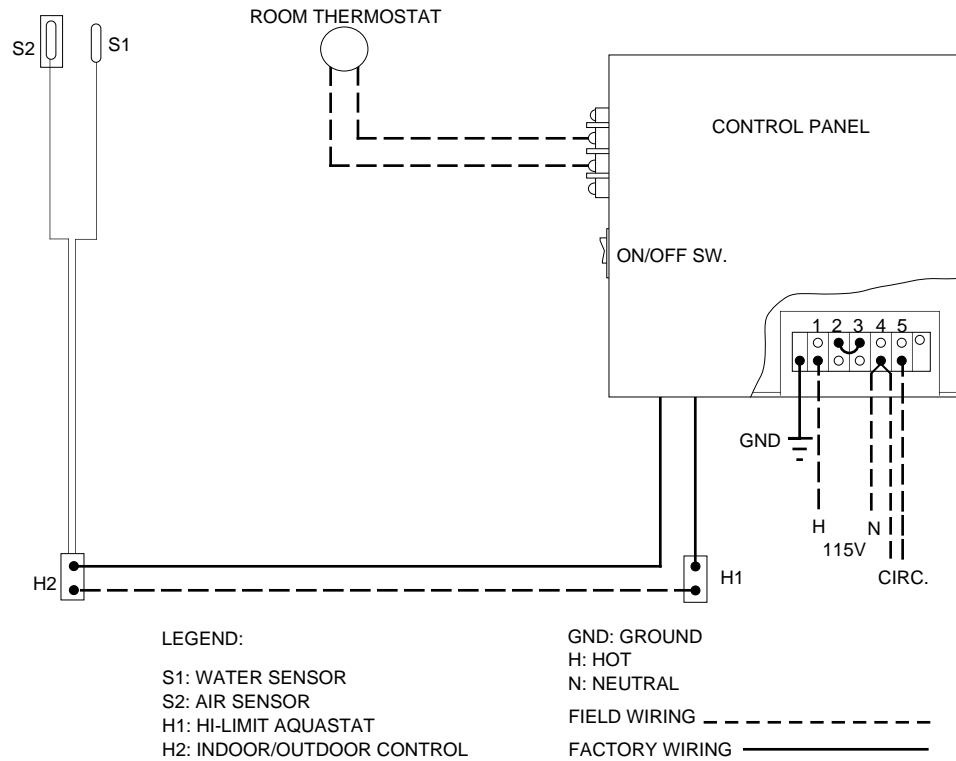 ROOM THERMOSTAT
S2
S1
CONTROL PANEL
ON/OFF SW.
1 2 3 4 5
GND
H
N
115V
CIRC.
H2
H1
LEGEND:
S1: WATER SENSOR
S2: AIR SENSOR
H1: HI-LIMIT AQUASTAT
H2: INDOOR/OUTDOOR CONTROL
GND: GROUND
H: HOT
N: NEUTRAL
FIELD WIRING
FACTORY WIRING